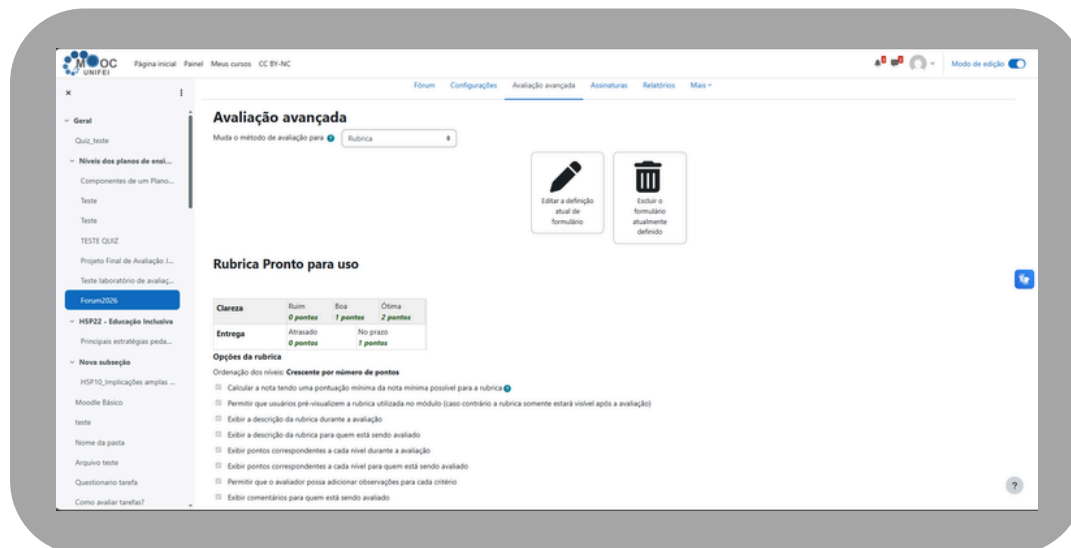 MOOC
UNIFEI
Página inicial Painel Meus cursos CC BY-NC
Modo de edição
Fórum Configurações Avaliação avançada Assinaturas Relatórios Mais
Geral
Quiz_teste
Níveis dos planos de ensi...
Componentes de um Plano...
Teste
Teste
TESTE QUIZ
Projeto Final de Avaliação J...
Teste laboratório de avaliaç...
Forum2026
HSP22 - Educação Inclusiva
Principais estratégias peda...
Nova subseção
HSP10_Implicações amplas ...
Moodle Básico
teste
Nome da pasta
Arquivo teste
Questionario tarefa
Como avaliar tarefas?
Avaliação avançada
Muda o método de avaliação para ? Rubrica
Editar a definição
atual de
formulário
Excluir o
formulário
atualmente
definido
Rubrica Pronto para uso
Clareza Ruim Boa Ótima
0 pontos 1 pontos 2 pontos
Entrega Atrasado No prazo
0 pontos 1 pontos
Opções da rubrica
Ordenação dos níveis: Crescente por número de pontos
Calcular a nota tendo uma pontuação mínima da nota mínima possível para a rubrica ?
Permitir que usuários pré-visualizem a rubrica utilizada no módulo (caso contrário a rubrica somente estará visível após a avaliação)
Exibir a descrição da rubrica durante a avaliação
Exibir a descrição da rubrica para quem está sendo avaliado
Exibir pontos correspondentes a cada nível durante a avaliação
Exibir pontos correspondentes a cada nível para quem está sendo avaliado
Permitir que o avaliador possa adicionar observações para cada critério
Exibir comentários para quem está sendo avaliado
?